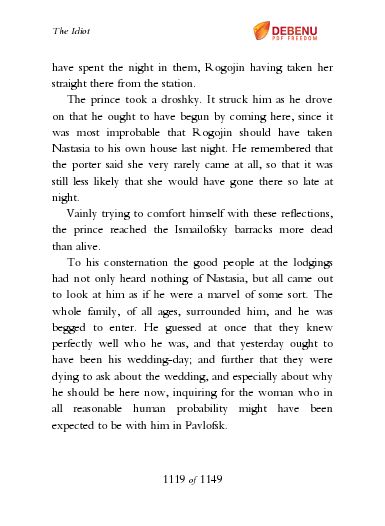 The Idiot
DEBENU
PDF FREEDOM
have spent the night in them, Rogojin having taken her
straight there from the station.
The prince took a droshky. It struck him as he drove
on that he ought to have begun by coming here, since it
was most improbable that Rogojin should have taken
Nastasia to his own house last night. He remembered that
the porter said she very rarely came at all, so that it was
still less likely that she would have gone there so late at
night.
Vainly trying to comfort himself with these reflections,
the prince reached the Ismailofsky barracks more dead
than alive.
To his consternation the good people at the lodgings
had not only heard nothing of Nastasia, but all came out
to look at him as if he were a marvel of some sort. The
whole family, of all ages, surrounded him, and he was
begged to enter. He guessed at once that they knew
perfectly well who he was, and that yesterday ought to
have been his wedding-day; and further that they were
dying to ask about the wedding, and especially about why
he should be here now, inquiring for the woman who in
all reasonable human probability might have been
expected to be with him in Pavlofsk.
1119 of 1149